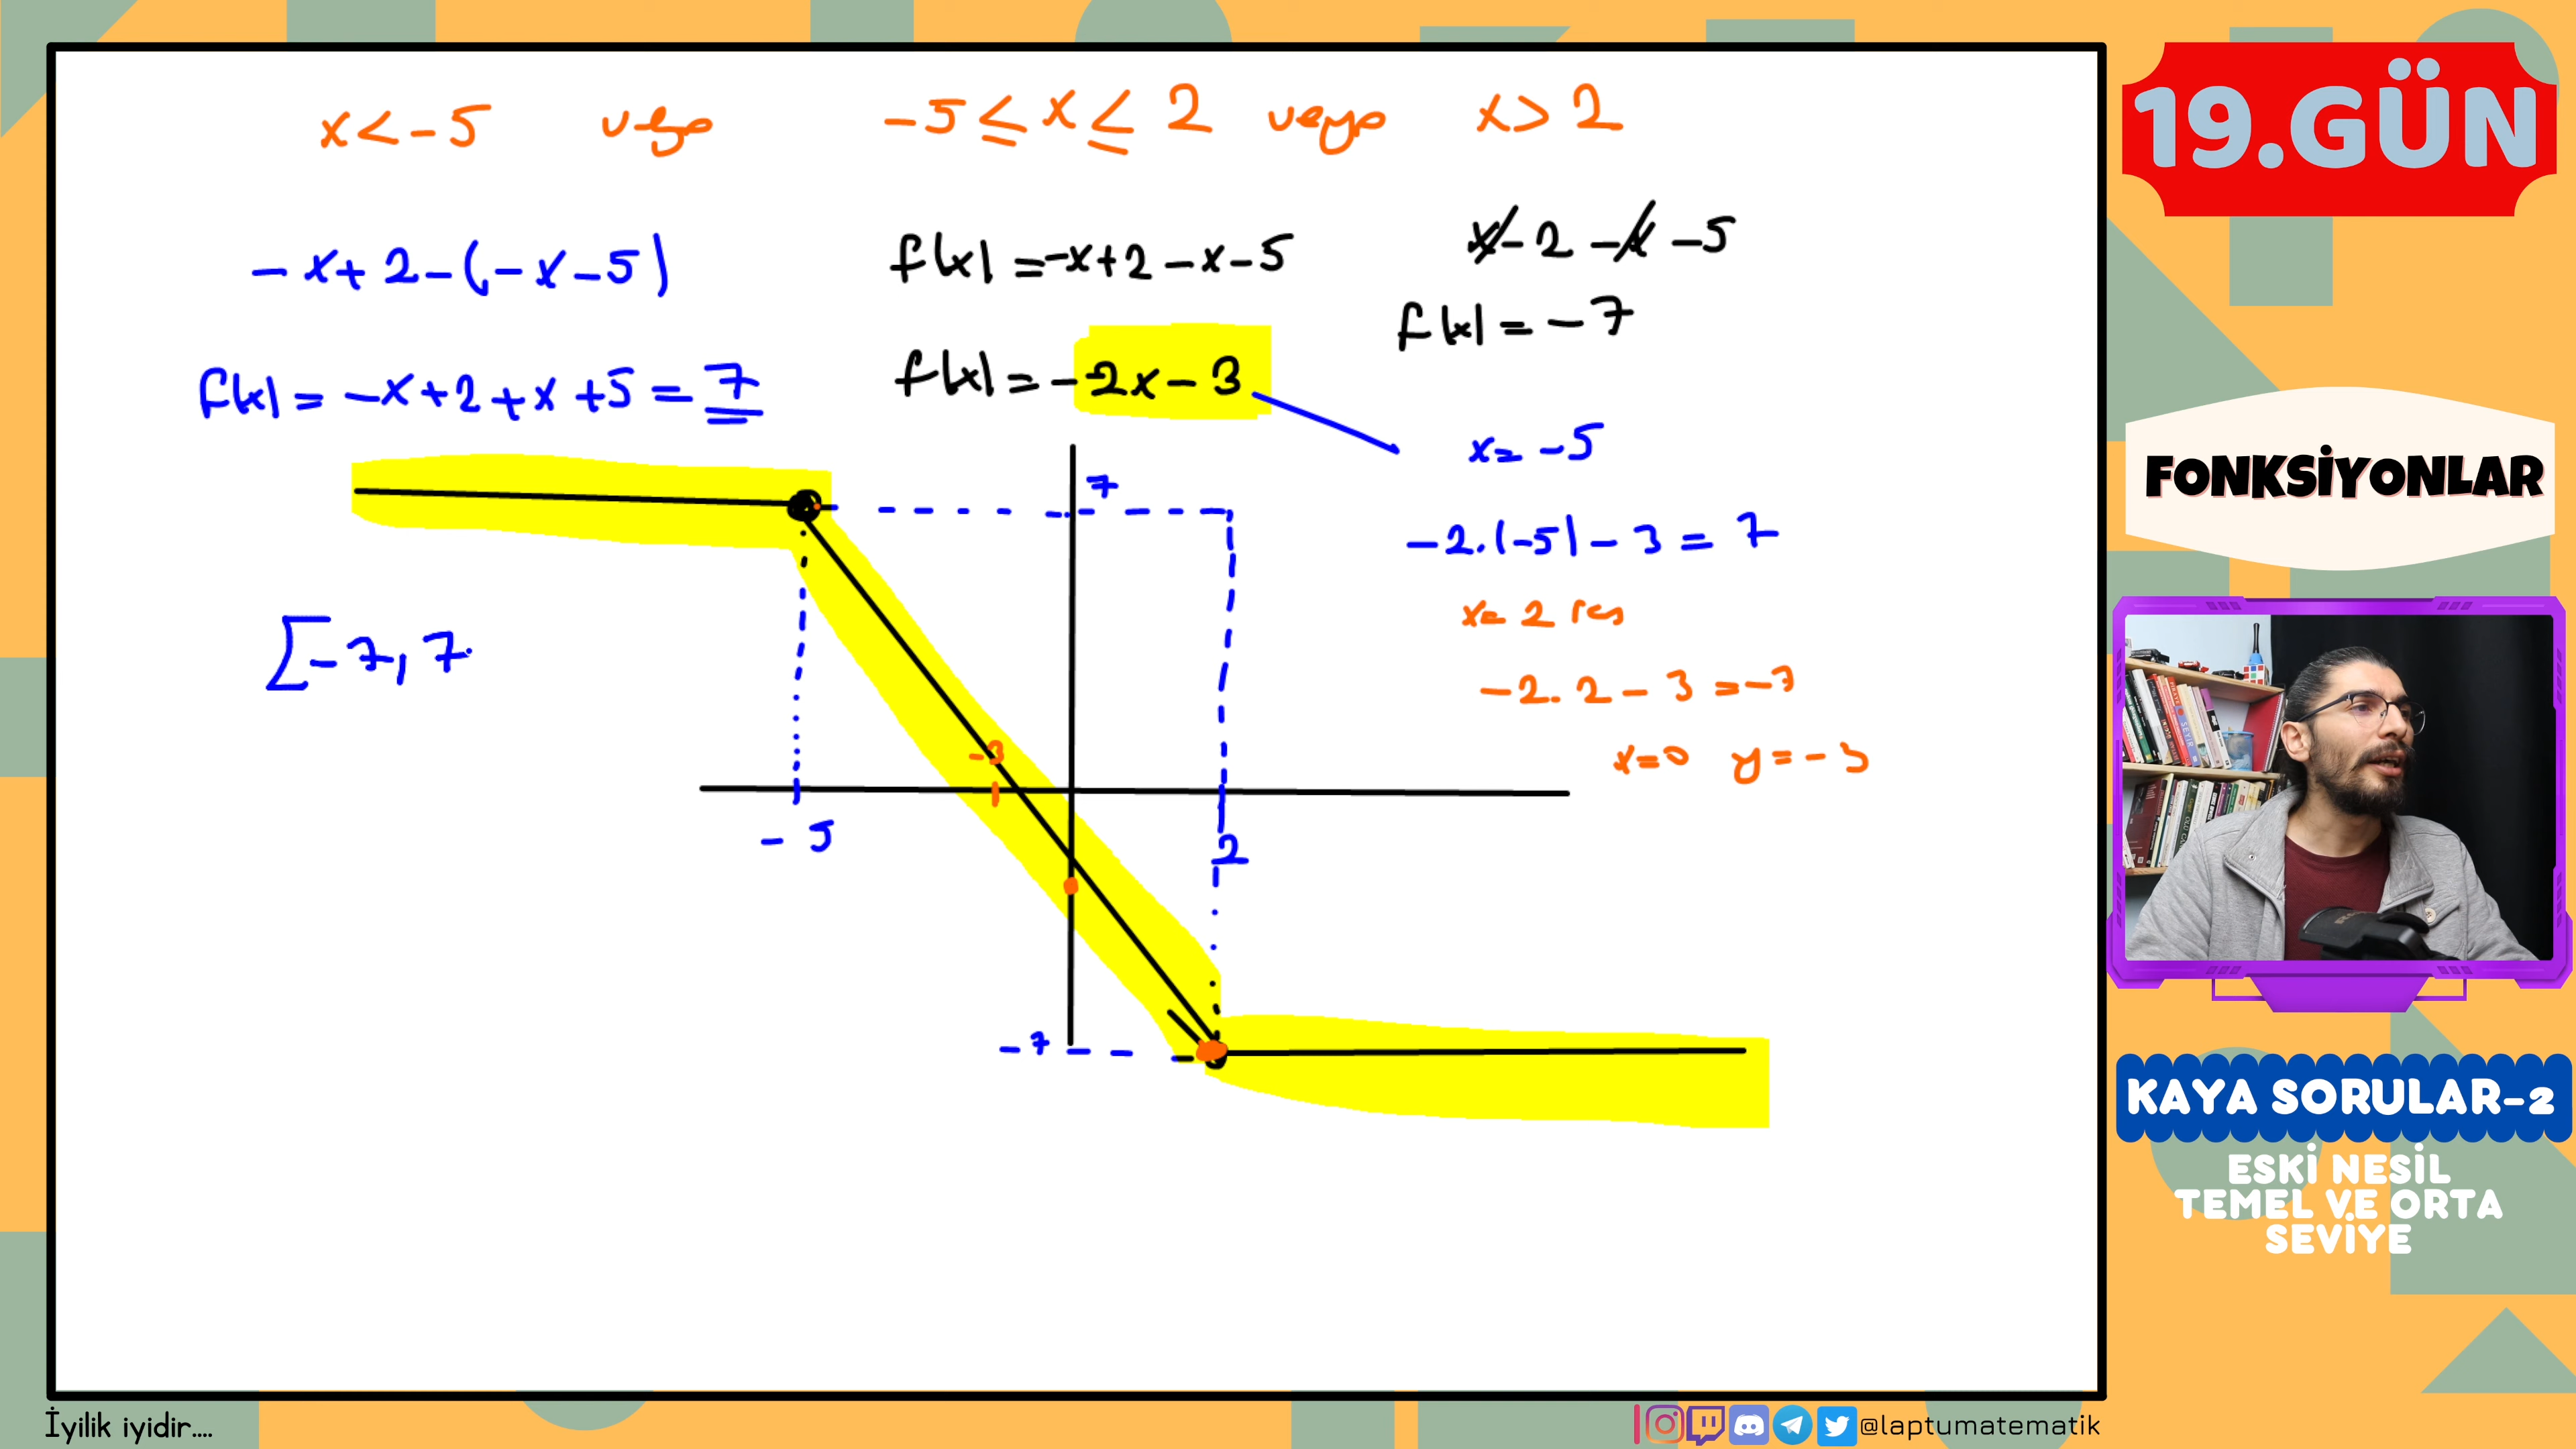 x < -5 veya -5 ≤ x ≤ 2 veya x > 2
-x+2-(-x-5)
f(x) = -x+2+x+5 = 7
f(x) = -x+2-x-5
f(x) = -2x-3
x-2-x-5
f(x) = -7
x = -5
-2.(-5)-3 = 7
x = 2
-2.2-3 = -7
x=0 y=-3
7
-3
-5
2
-7
[-7,7
19.GÜN
FONKSİYONLAR
KAYA SORULAR-2
ESKİ NESİL
TEMEL VE ORTA
SEVİYE
İyilik iyidir....
@laptumatematik